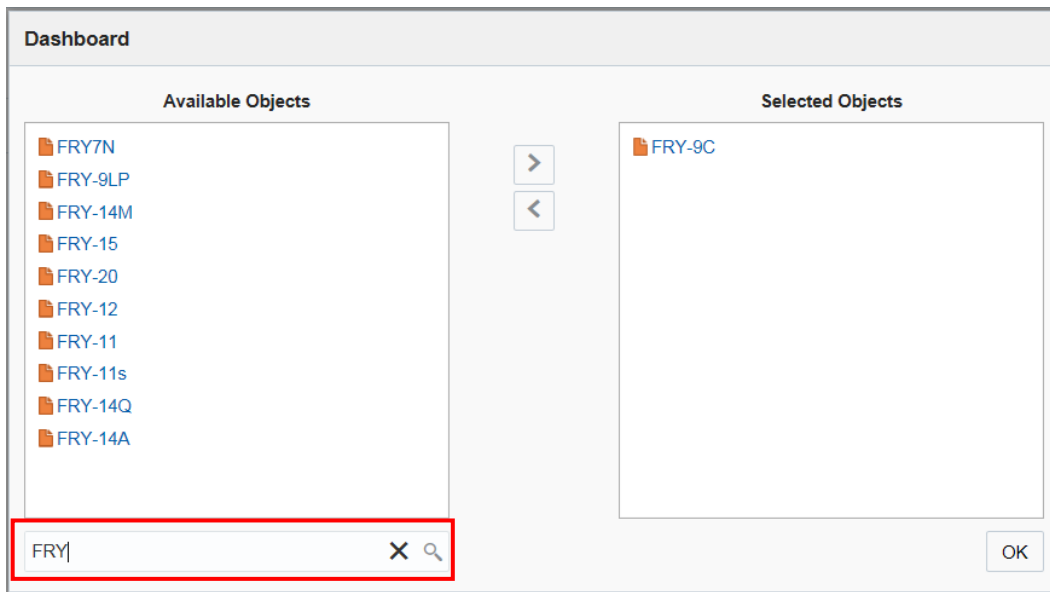 Dashboard
Available Objects
FRY7N
FRY-9LP
FRY-14M
FRY-15
FRY-20
FRY-12
FRY-11
FRY-11s
FRY-14Q
FRY-14A
FRY
Selected Objects
FRY-9C
OK